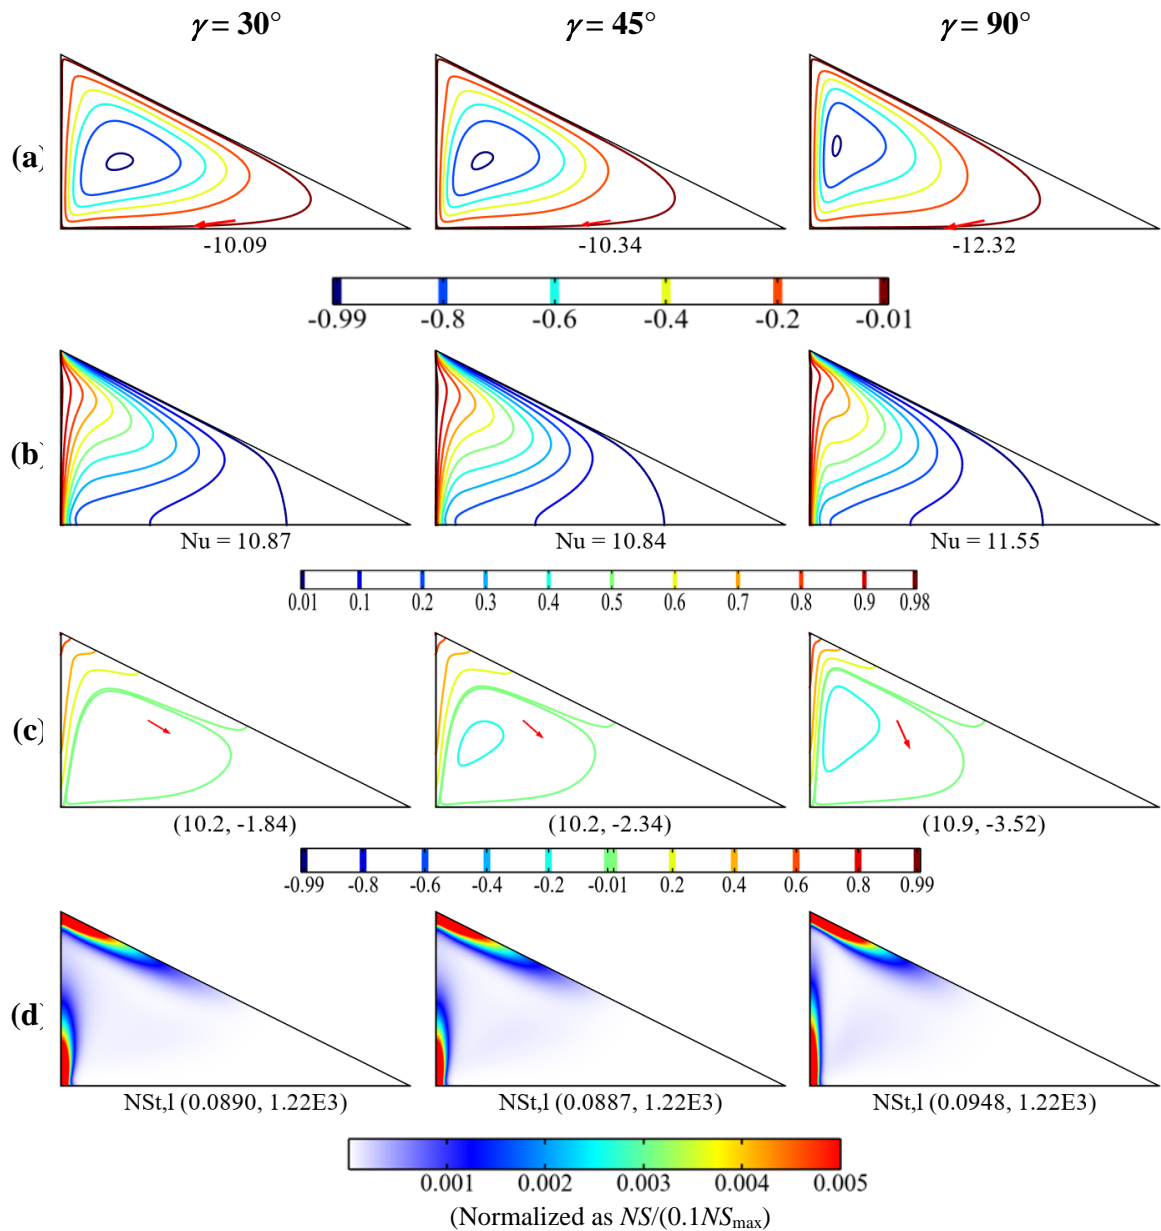 γ = 30° γ = 45° γ = 90°
(a)
-10.09 -10.34 -12.32
-0.99 -0.8 -0.6 -0.4 -0.2 -0.01
(b)
Nu = 10.87 Nu = 10.84 Nu = 11.55
0.01 0.1 0.2 0.3 0.4 0.5 0.6 0.7 0.8 0.9 0.98
(c)
(10.2, -1.84) (10.2, -2.34) (10.9, -3.52)
-0.99 -0.8 -0.6 -0.4 -0.2 -0.01 0.2 0.4 0.6 0.8 0.99
(d)
NSt,l (0.0890, 1.22E3) NSt,l (0.0887, 1.22E3) NSt,l (0.0948, 1.22E3)
0.001 0.002 0.003 0.004 0.005
(Normalized as NS/(0.1NSmax)